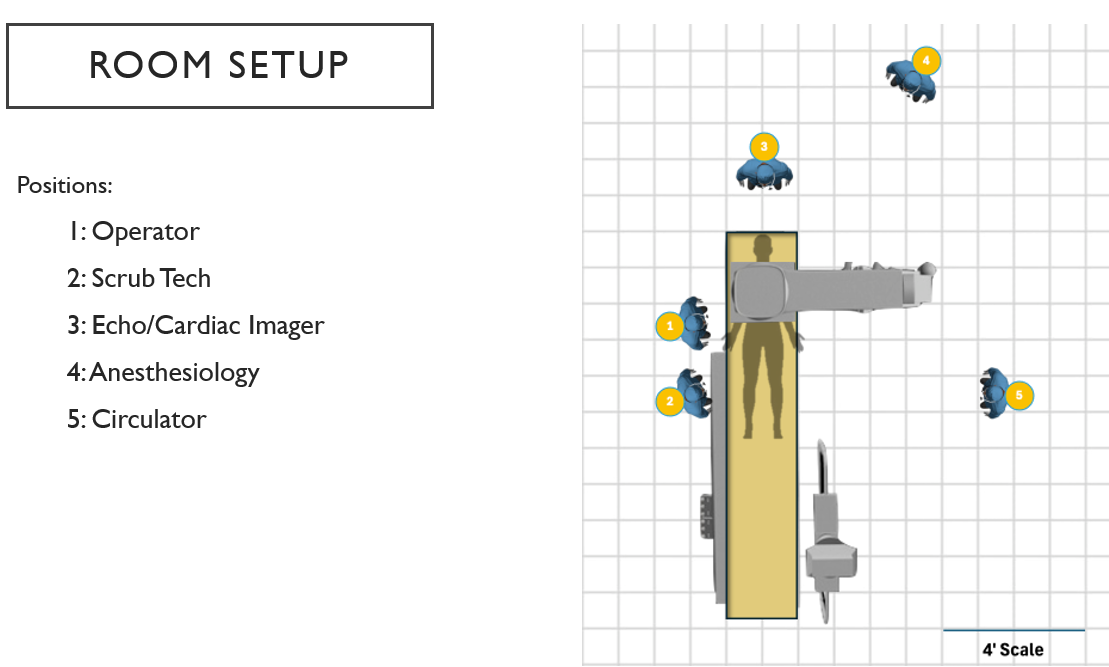 ROOM SETUP
Positions:
1: Operator
2: Scrub Tech
3: Echo/Cardiac Imager
4: Anesthesiology
5: Circulator
4
3
1
2
5
4' Scale